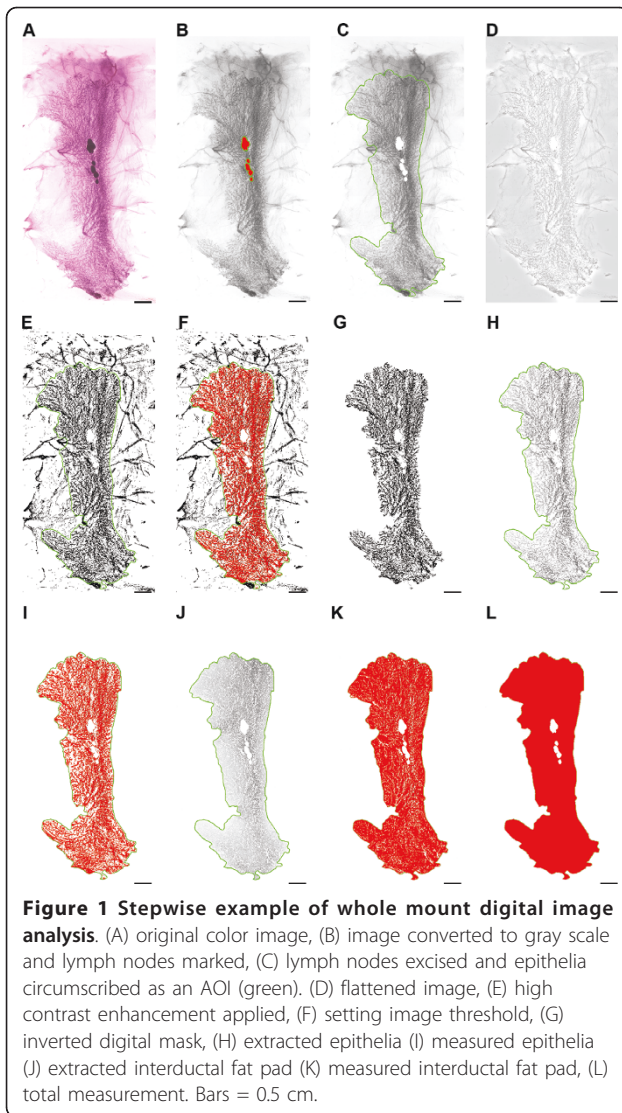 A B C D
E F G H
I J K L
Figure 1 Stepwise example of whole mount digital image
analysis. (A) original color image, (B) image converted to gray scale
and lymph nodes marked, (C) lymph nodes excised and epithelia
circumscribed as an AOI (green). (D) flattened image, (E) high
contrast enhancement applied, (F) setting image threshold, (G)
inverted digital mask, (H) extracted epithelia (I) measured epithelia
(J) extracted interductal fat pad (K) measured interductal fat pad, (L)
total measurement. Bars = 0.5 cm.